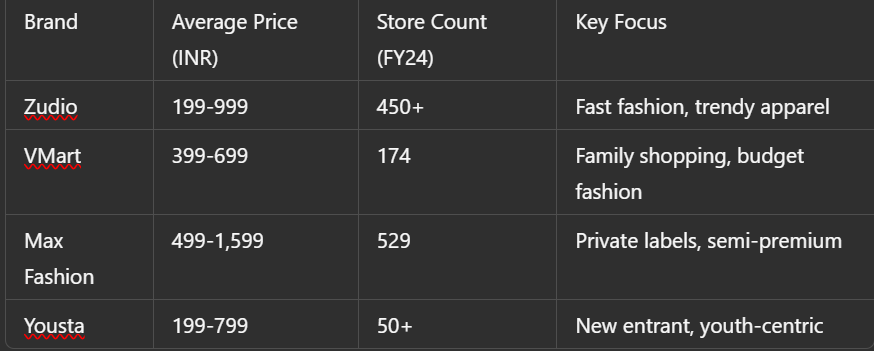 Brand Average Price (INR) Store Count (FY24) Key Focus
Zudio 199-999 450+ Fast fashion, trendy apparel
VMart 399-699 174 Family shopping, budget fashion
Max Fashion 499-1,599 529 Private labels, semi-premium
Yousta 199-799 50+ New entrant, youth-centric